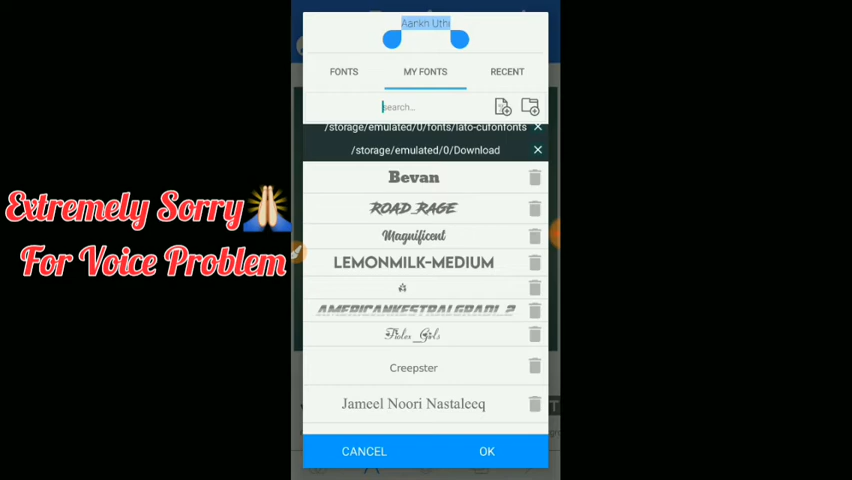 Aankh Uthi
FONTS
MY FONTS
RECENT
search...
/storage/emulated/0/fonts/lato-cufonfonts
/storage/emulated/0/Download
Bevan
ROAD RAGE
Magnificent
LEMONMILK-MEDIUM
AMERICANKESTRALGRADI_2
Creepster
Jameel Noori Nastaleeq
CANCEL
OK
Extremely Sorry🙏
For Voice Problem